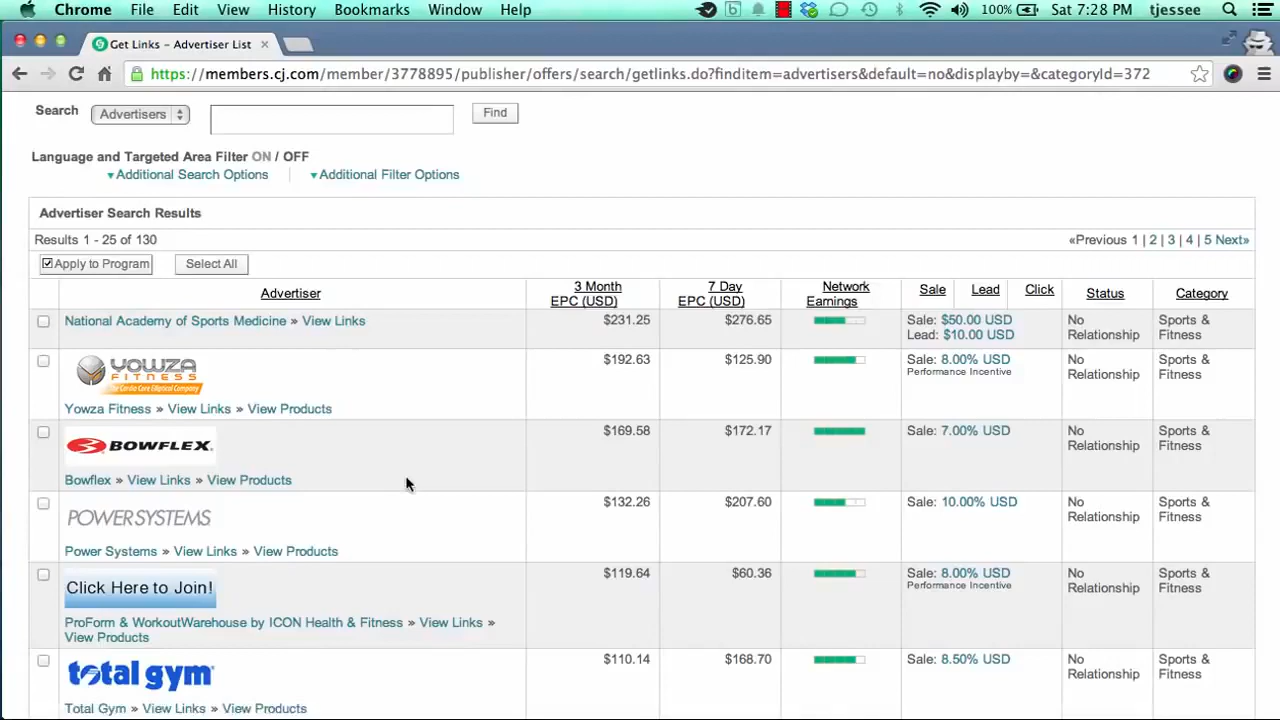 Chrome File Edit View History Bookmarks Window Help 100% Sat 7:28 PM tjessee
Get Links – Advertiser List
https://members.cj.com/member/3778895/publisher/offers/search/getlinks.do?finditem=advertisers&default=no&displayby=&categoryId=372
Search Advertisers Find
Language and Targeted Area Filter ON / OFF
Additional Search Options Additional Filter Options
Advertiser Search Results
Results 1 - 25 of 130 «Previous 1 | 2 | 3 | 4 | 5 Next»
Apply to Program Select All
Advertiser 3 Month EPC (USD) 7 Day EPC (USD) Network Earnings Sale Lead Click Status Category
National Academy of Sports Medicine » View Links $231.25 $276.65 Sale: $50.00 USD No Sports &
Lead: $10.00 USD Relationship Fitness
YOWZA FITNESS $192.63 $125.90 Sale: 8.00% USD No Sports &
The Cardio Core Elliptical Company Performance Incentive Relationship Fitness
Yowza Fitness » View Links » View Products
BOWFLEX. $169.58 $172.17 Sale: 7.00% USD No Sports &
Relationship Fitness
Bowflex » View Links » View Products
POWER SYSTEMS $132.26 $207.60 Sale: 10.00% USD No Sports &
Relationship Fitness
Power Systems » View Links » View Products
Click Here to Join! $119.64 $60.36 Sale: 8.00% USD No Sports &
Performance Incentive Relationship Fitness
ProForm & WorkoutWarehouse by ICON Health & Fitness » View Links »
View Products
total gym $110.14 $168.70 Sale: 8.50% USD No Sports &
Relationship Fitness
Total Gym » View Links » View Products